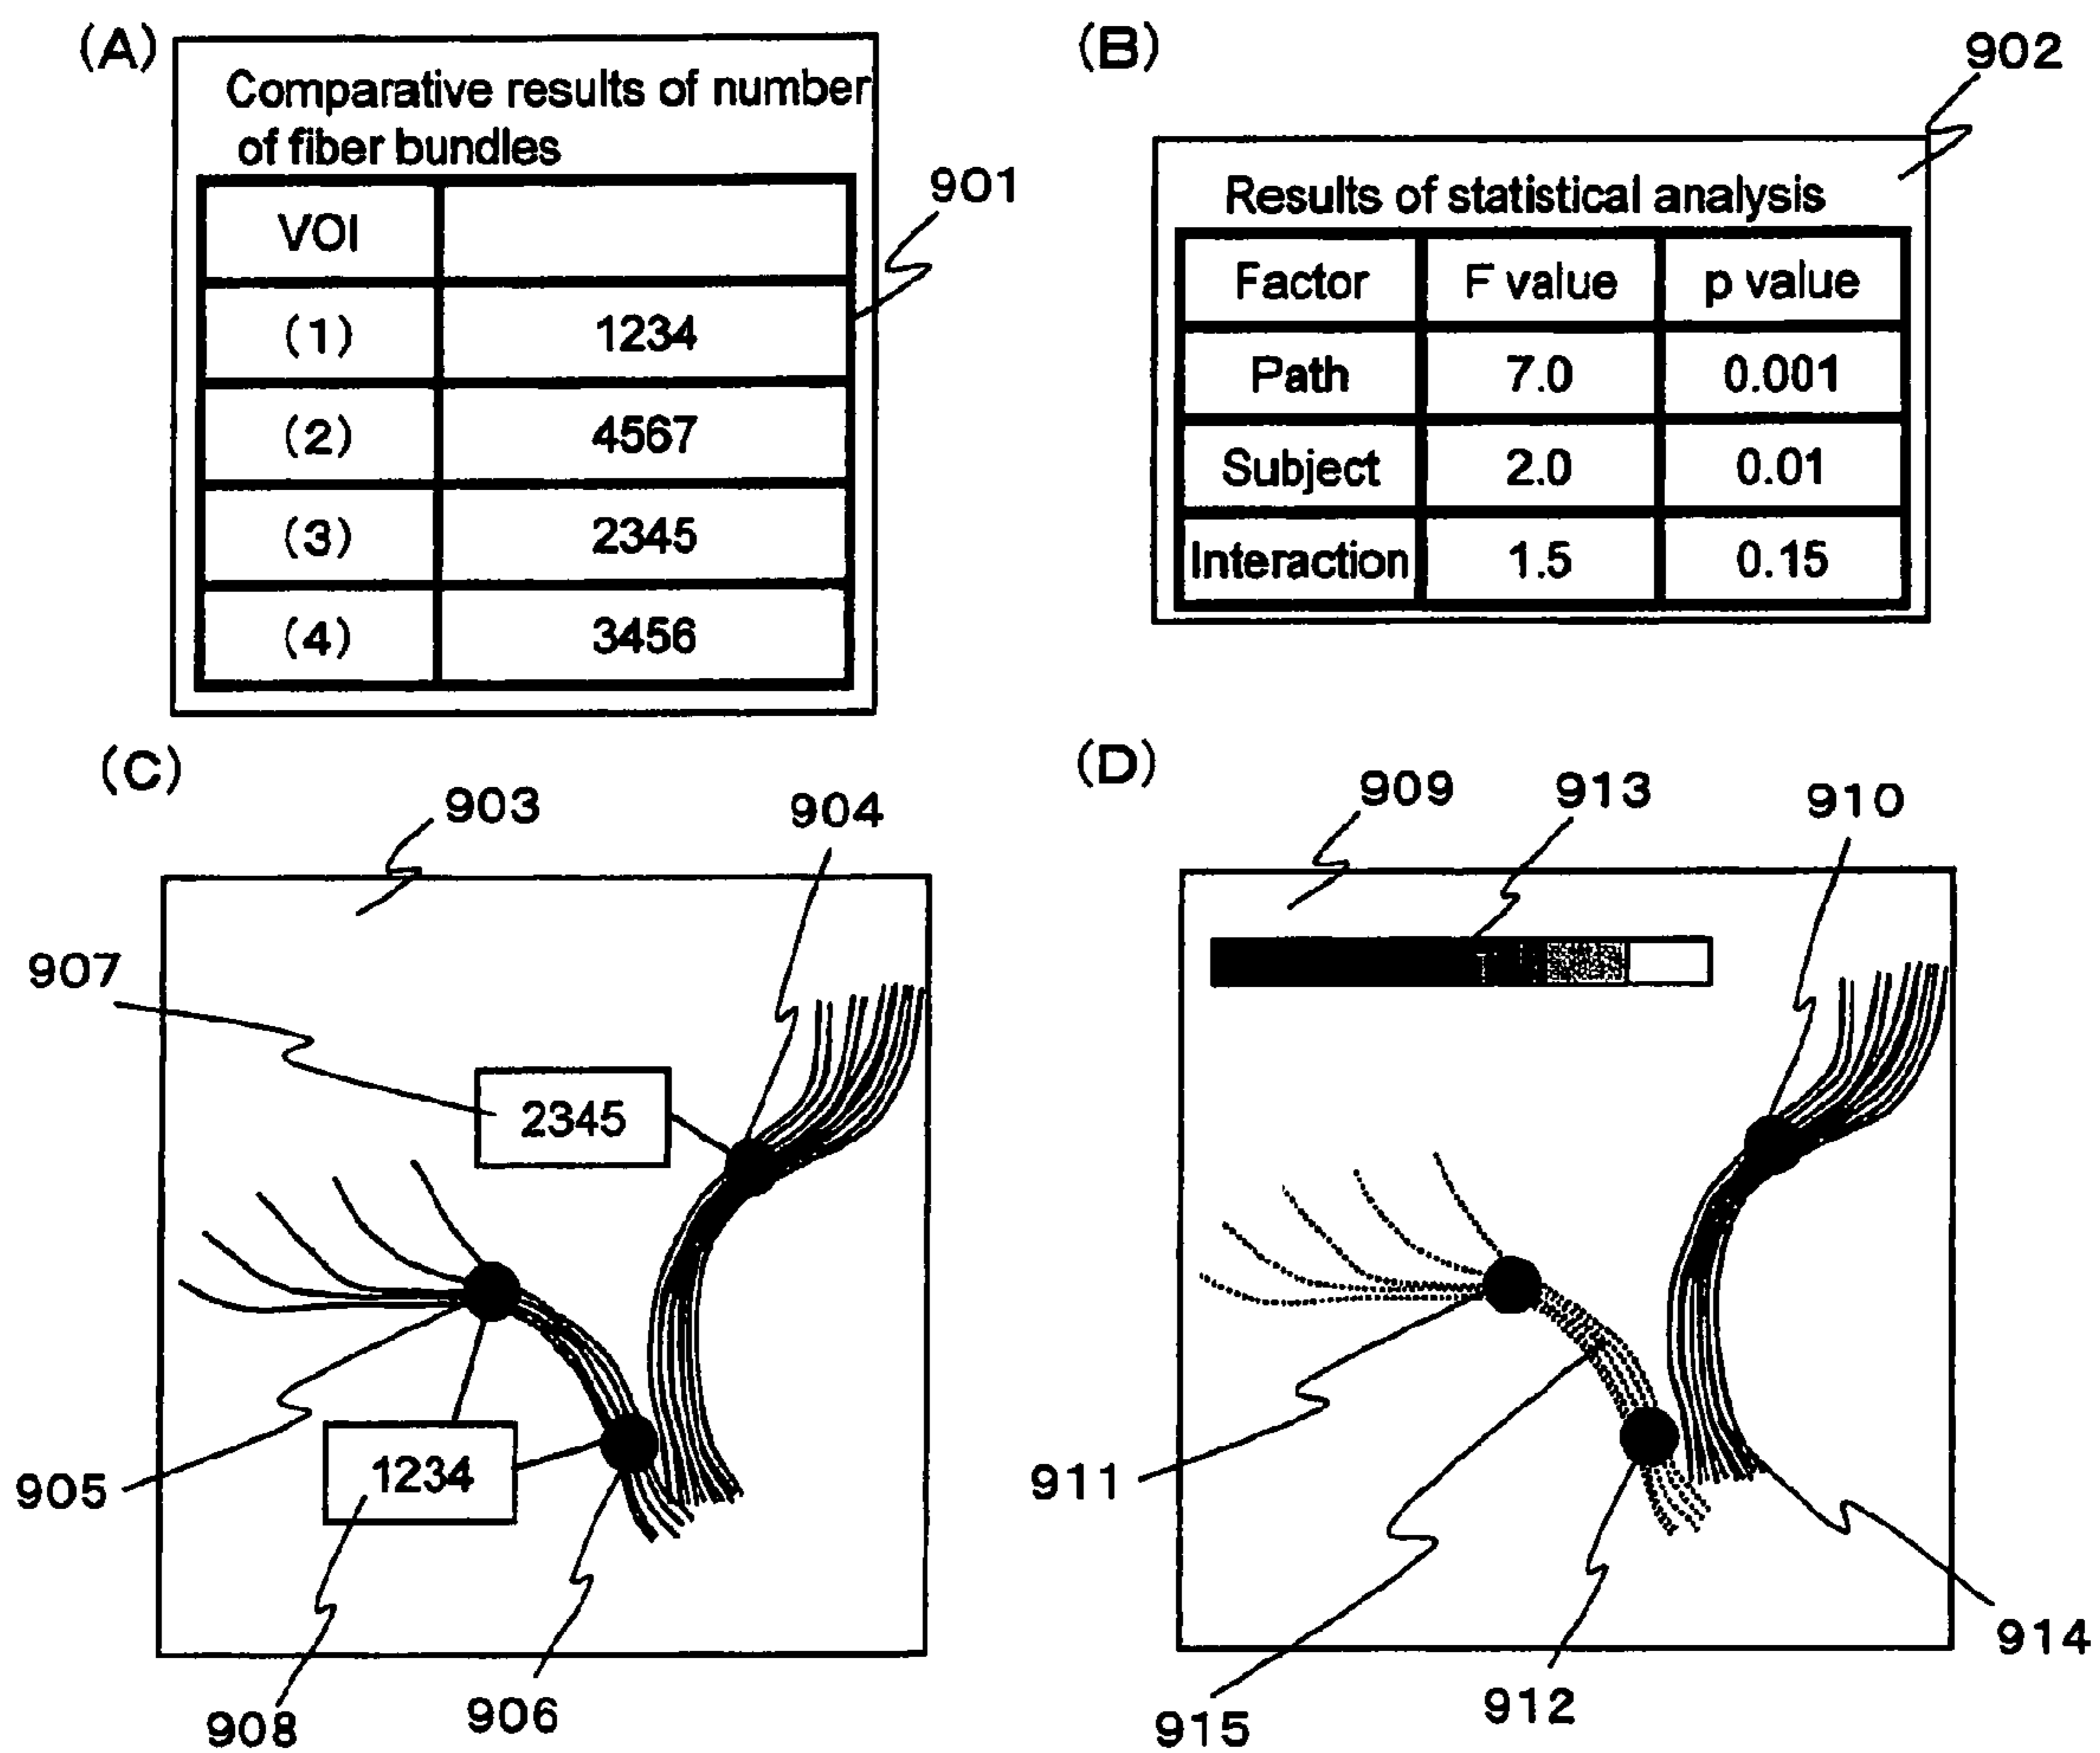 (A)
Comparative results of number
of fiber bundles
901
VOI
(1) 1234
(2) 4567
(3) 2345
(4) 3456
(B)
902
Results of statistical analysis
Factor F value p value
Path 7.0 0.001
Subject 2.0 0.01
Interaction 1.5 0.15
(C)
903
904
907
2345
1234
905
908
906
(D)
909
913
910
911
915
912
914